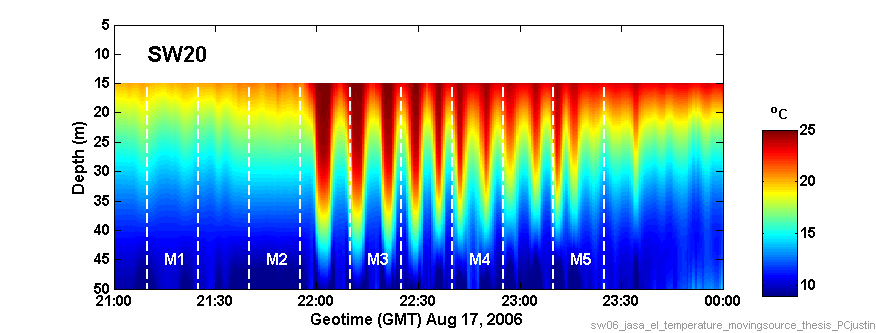 5
10
SW20
15
20
25
30
35
40
45
50
Depth (m)
M1 M2 M3 M4 M5
21:00 21:30 22:00 22:30 23:00 23:30 00:00
Geotime (GMT) Aug 17, 2006
oC
25
20
15
10
sw06_jasa_el_temperature_movingsource_thesis_PCjustin